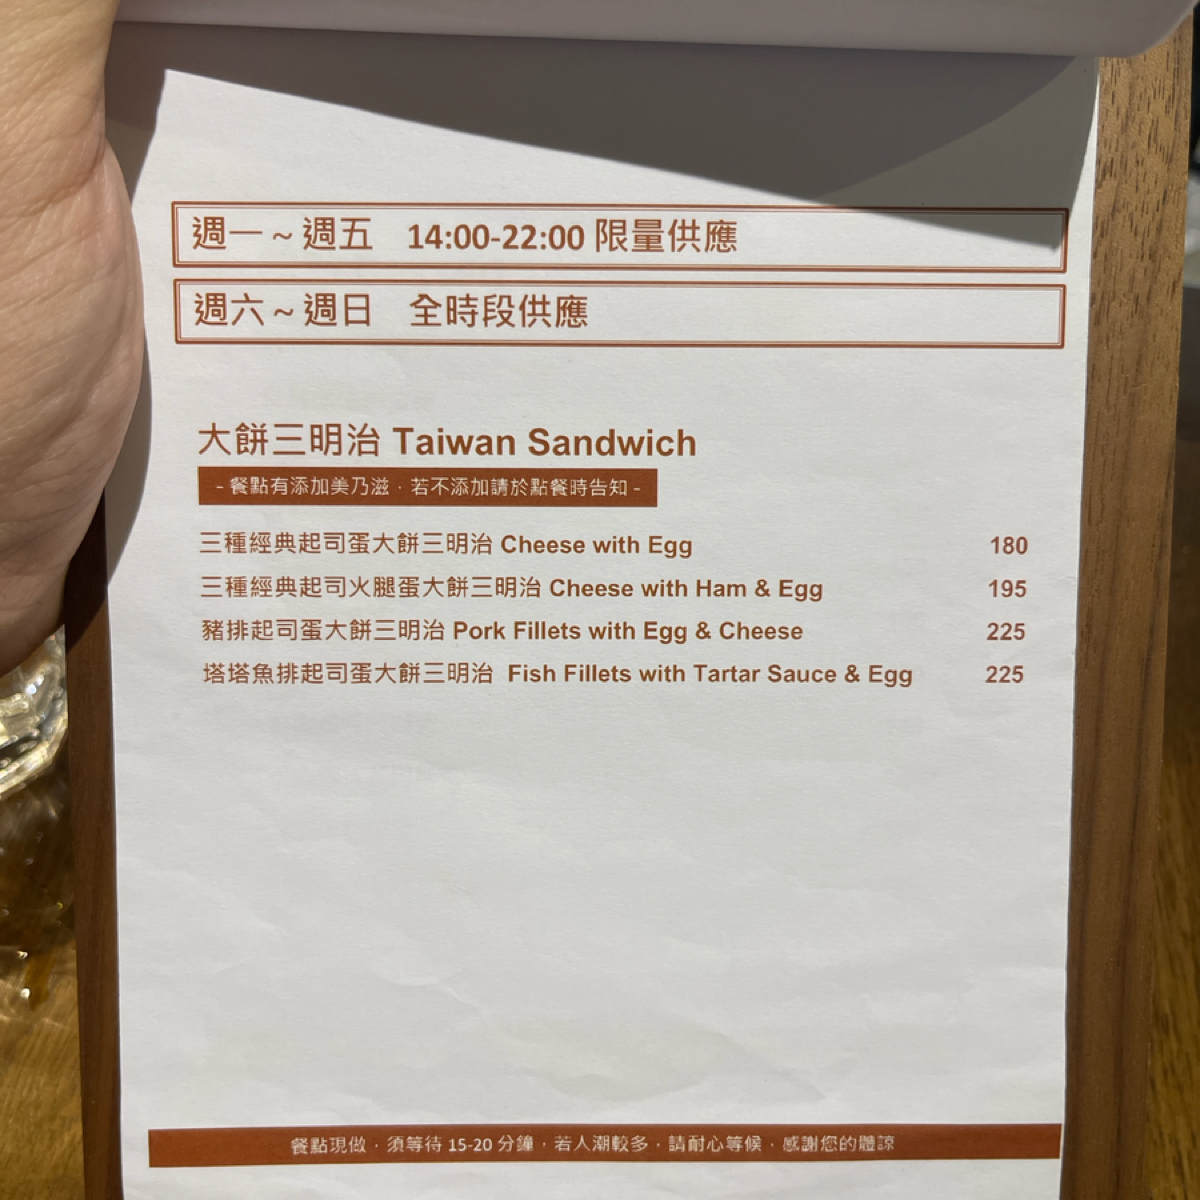 週一~週五 14:00-22:00 限量供應
週六~週日 全時段供應
大餅三明治 Taiwan Sandwich
- 餐點有添加美乃滋，若不添加請於點餐時告知 -
三種經典起司蛋大餅三明治 Cheese with Egg 180
三種經典起司火腿蛋大餅三明治 Cheese with Ham & Egg 195
豬排起司蛋大餅三明治 Pork Fillets with Egg & Cheese 225
塔塔魚排起司蛋大餅三明治 Fish Fillets with Tartar Sauce & Egg 225
餐點現做，須等待 15-20 分鐘，若人潮較多，請耐心等候，感謝您的體諒